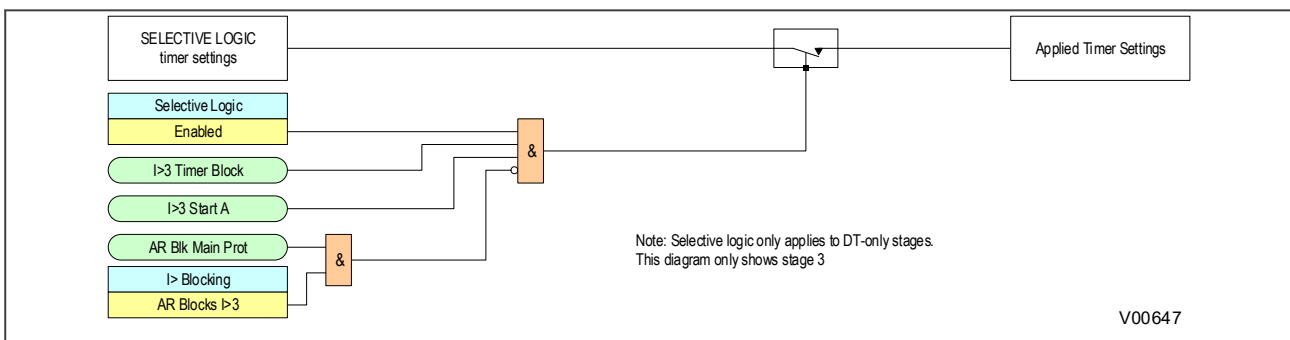 SELECTIVE LOGIC
timer settings
Applied Timer Settings
Selective Logic
Enabled
&
I>3 Timer Block
I>3 Start A
AR Blk Main Prot
&
I> Blocking
AR Blocks I>3
Note: Selective logic only applies to DT-only stages.
This diagram only shows stage 3
V00647